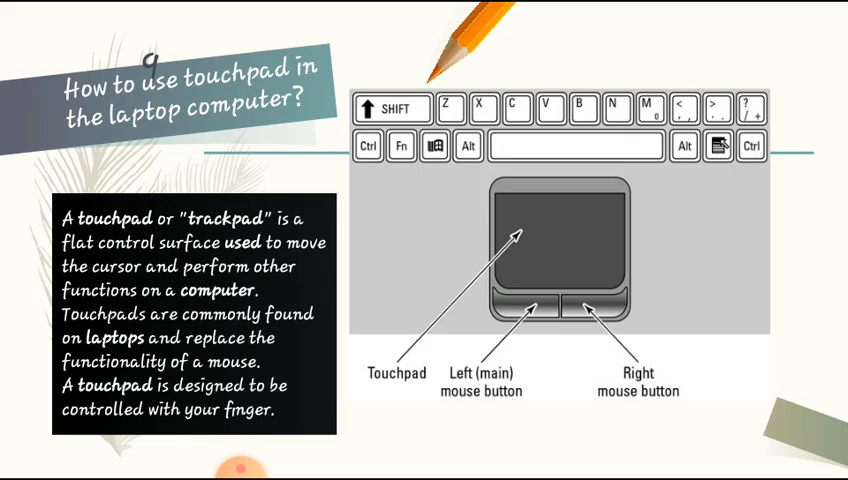 9
How to use touchpad in
the laptop computer?
A touchpad or "trackpad" is a
flat control surface used to move
the cursor and perform other
functions on a computer.
Touchpads are commonly found
on laptops and replace the
functionality of a mouse.
A touchpad is designed to be
controlled with your finger.
SHIFT Z X C V B N M o < , > . ? / +
Ctrl Fn Alt Alt Ctrl
Touchpad
Left (main)
mouse button
Right
mouse button